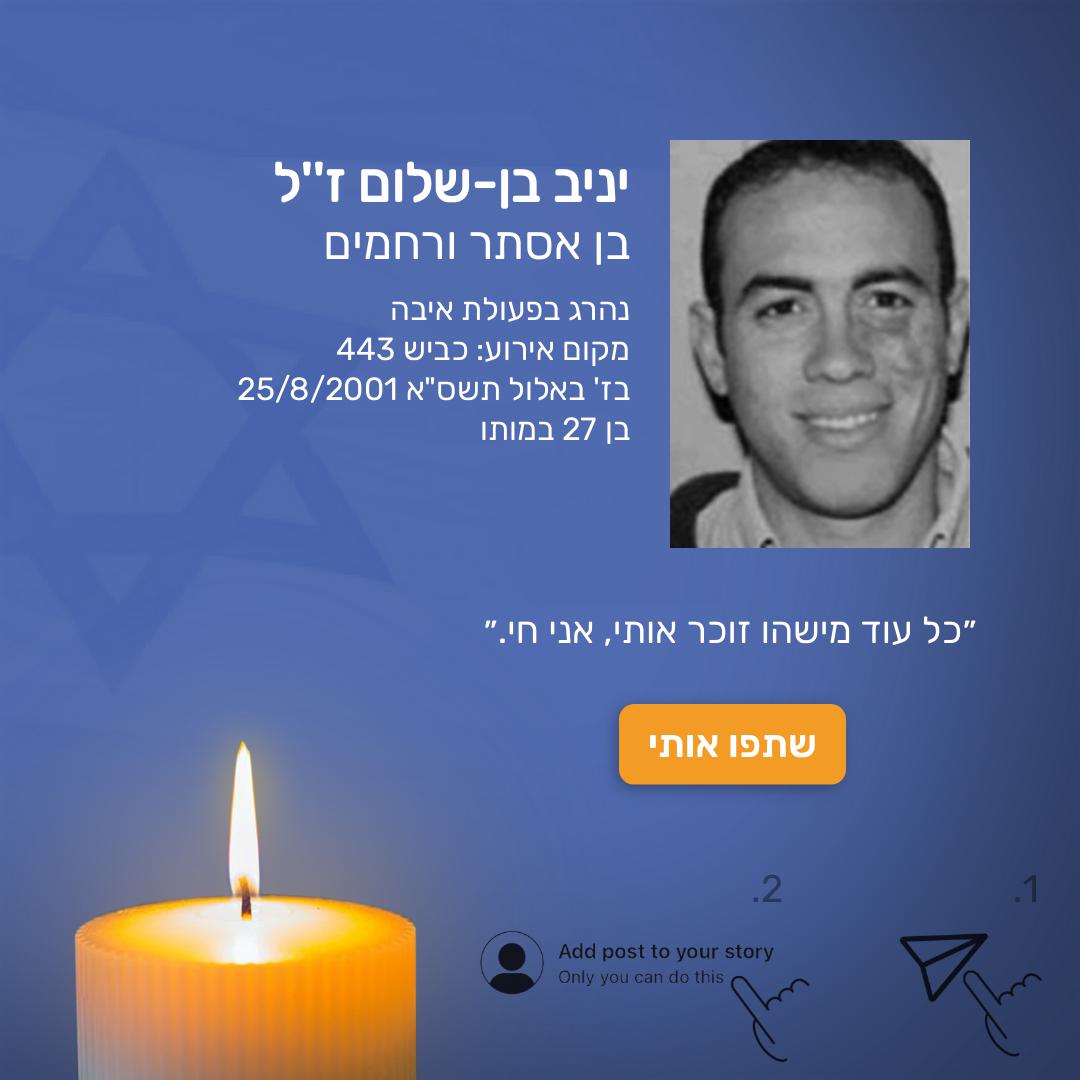 יניב בן-שלום ז"ל
בן אסתר ורחמים
נהרג בפעולת איבה
מקום אירוע: כביש 443
בז' באלול תשס"א 25/8/2001
בן 27 במותו
״כל עוד מישהו זוכר אותי, אני חי.״
שתפו אותי
1.
2.
Add post to your story
Only you can do this